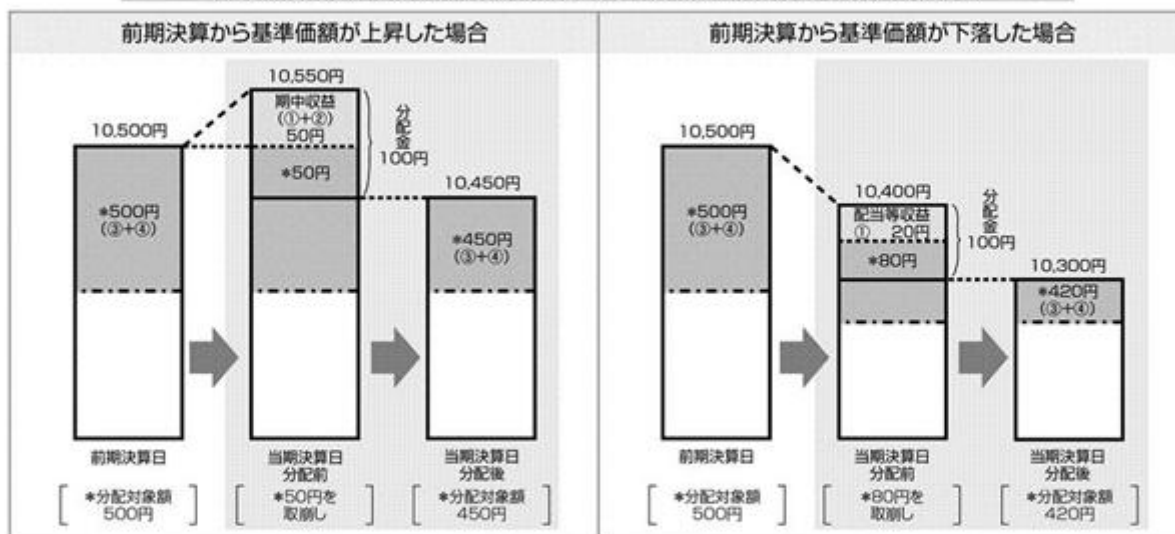 前期決算から基準価額が上昇した場合
10,500円
*500円
(③+④)
前期決算日
*分配対象額
500円
10,550円
期中収益
(①+②)
50円
*50円
分配金
100円
当期決算日
分配前
*50円を
取崩し
10,450円
*450円
(③+④)
当期決算日
分配後
*分配対象額
450円
前期決算から基準価額が下落した場合
10,500円
*500円
(③+④)
前期決算日
*分配対象額
500円
10,400円
配当等収益
① 20円
*80円
分配金
100円
当期決算日
分配前
*80円を
取崩し
10,300円
*420円
(③+④)
当期決算日
分配後
*分配対象額
420円